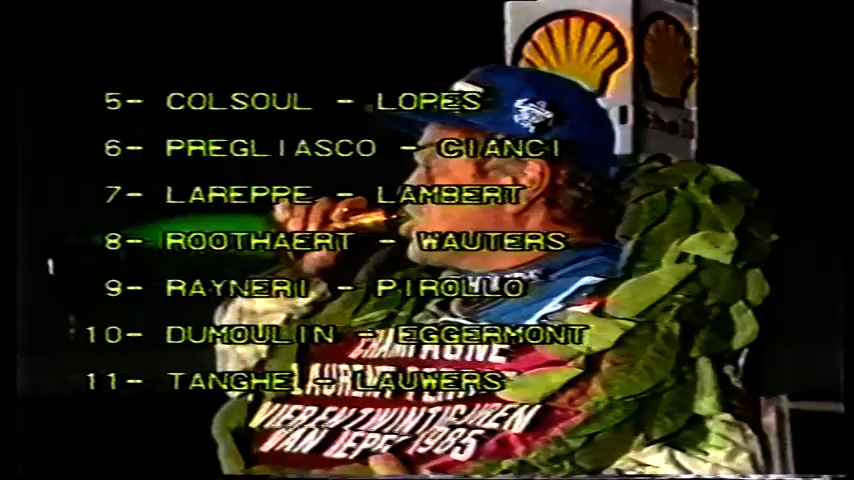 5- COLSOUL - LOPES
6- PREGLIASCO - CIANCI
7- LAREPPE - LAMBERT
8- ROOTHAERT - WAUTERS
9- RAYNERI - PIROLLO
10- DUMOULIN - EGGERMONT
11- TANGHE - LAUWERS
CHAMPAGNE
LAURENT
VIERENTWINTIGUREN
VAN IEPER 1985